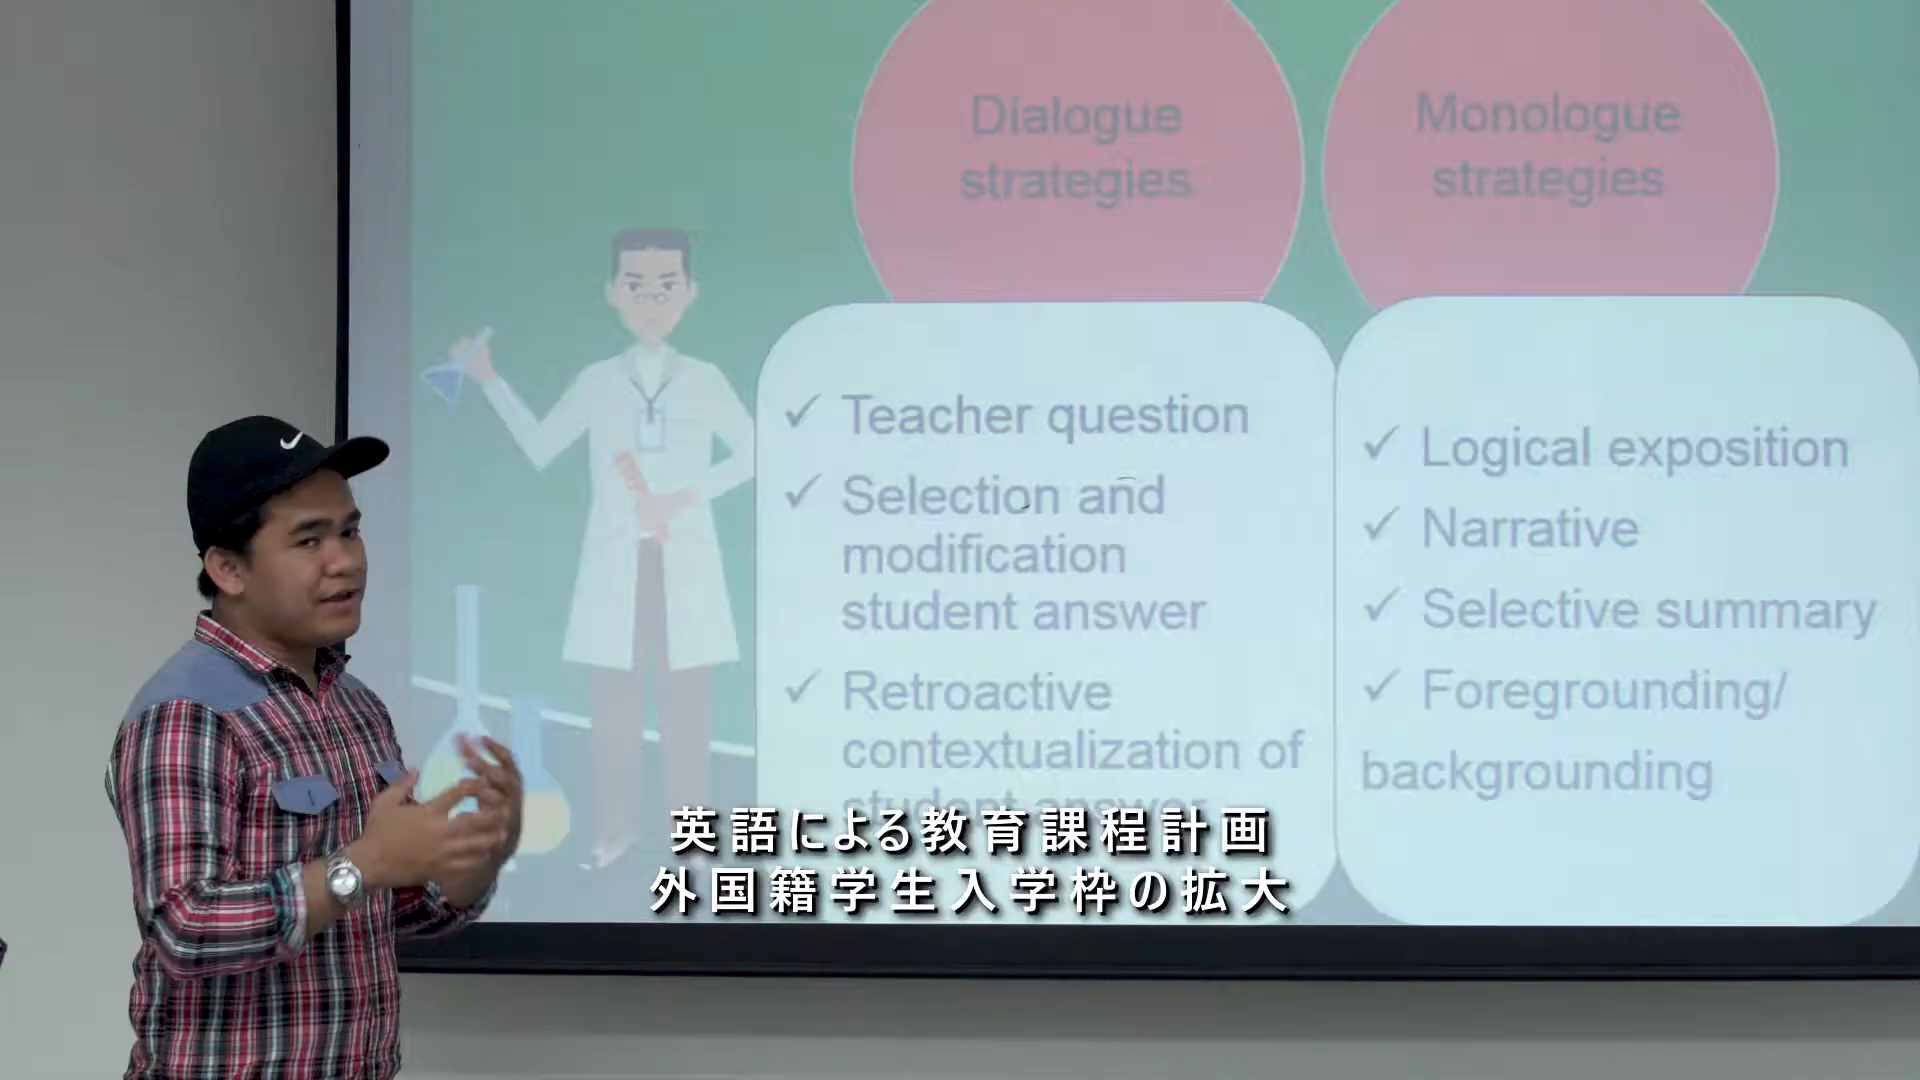 Dialogue
strategies
Teacher question
Selection and
modification
student answer
Retroactive
contextualization of
student answer
Monologue
strategies
Logical exposition
Narrative
Selective summary
Foregrounding/
backgrounding
英語による教育課程計画
外国籍学生入学枠の拡大